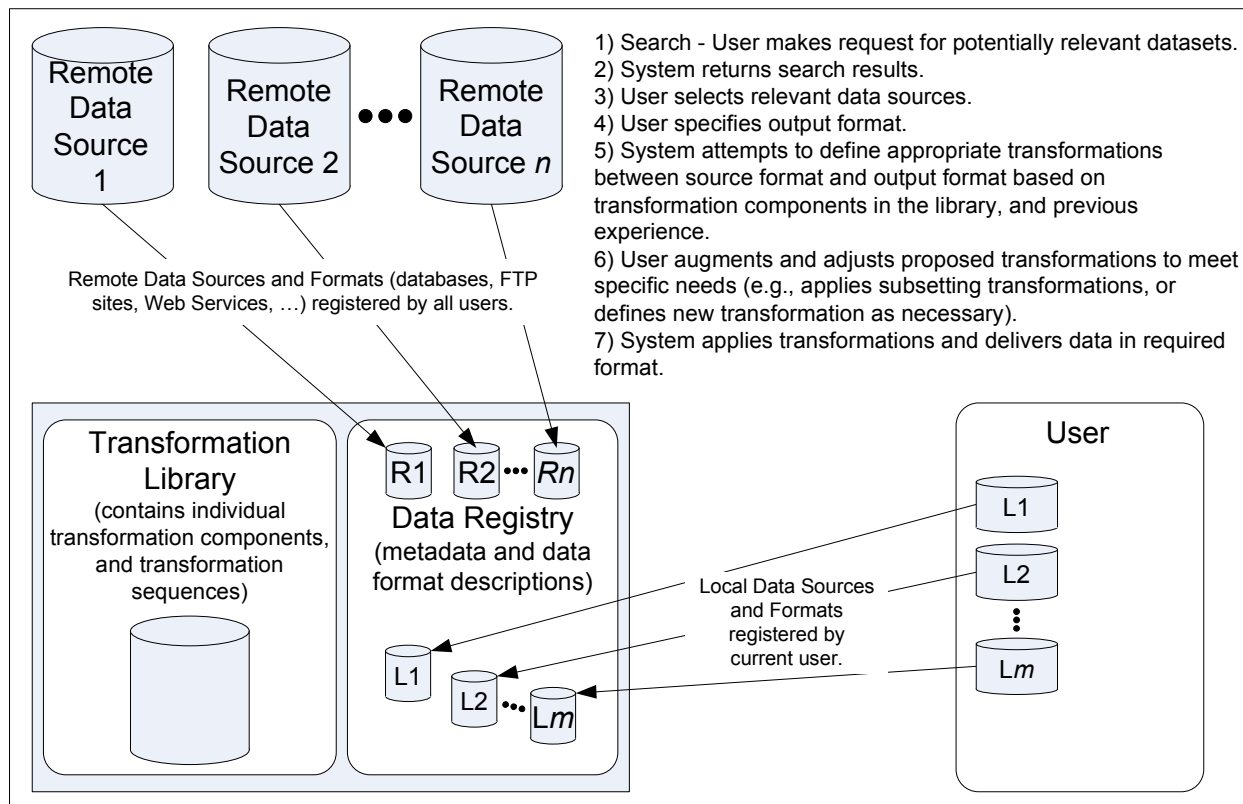 Remote
Data
Source
1
Remote
Data
Source 2
Remote
Data
Source n
1) Search - User makes request for potentially relevant datasets.
2) System returns search results.
3) User selects relevant data sources.
4) User specifies output format.
5) System attempts to define appropriate transformations
between source format and output format based on
transformation components in the library, and previous
experience.
6) User augments and adjusts proposed transformations to meet
specific needs (e.g., applies subsetting transformations, or
defines new transformation as necessary).
7) System applies transformations and delivers data in required
format.
Remote Data Sources and Formats (databases, FTP
sites, Web Services, …) registered by all users.
Transformation
Library
(contains individual
transformation components,
and transformation
sequences)
R1
R2
Rn
Data Registry
(metadata and data
format descriptions)
L1
L2
Lm
Local Data Sources
and Formats
registered by
current user.
User
L1
L2
Lm